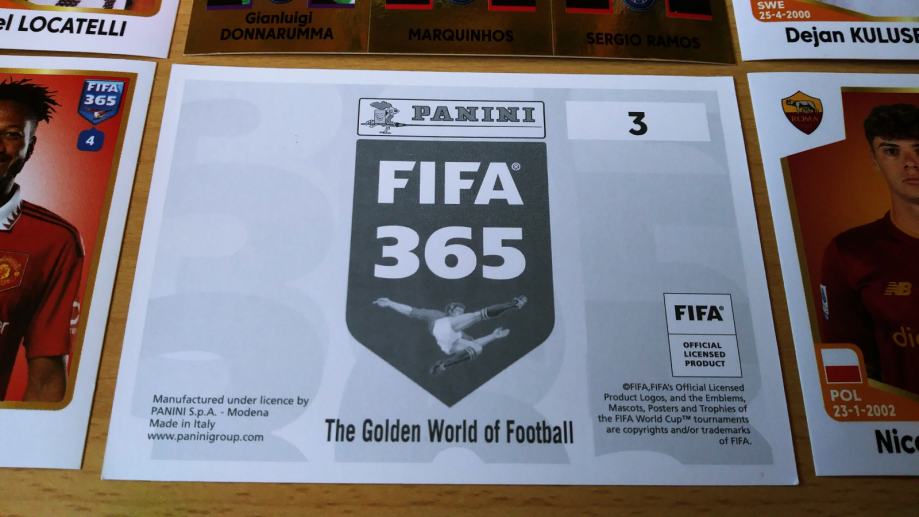 el LOCATELLI
Gianluigi
DONNARUMMA
MARQUINHOS
SERGIO RAMOS
SWE
25-4-2000
Dejan KULUSE
FIFA
365
4
PANINI
3
FIFA®
365
ROMA
FIFA®
OFFICIAL
LICENSED
PRODUCT
Manufactured under licence by
PANINI S.p.A. - Modena
Made in Italy
www.paninigroup.com
The Golden World of Football
©FIFA,FIFA's Official Licensed
Product Logos, and the Emblems,
Mascots, Posters and Trophies of
the FIFA World Cup™ tournaments
are copyrights and/or trademarks
of FIFA.
POL
23-1-2002
Nico